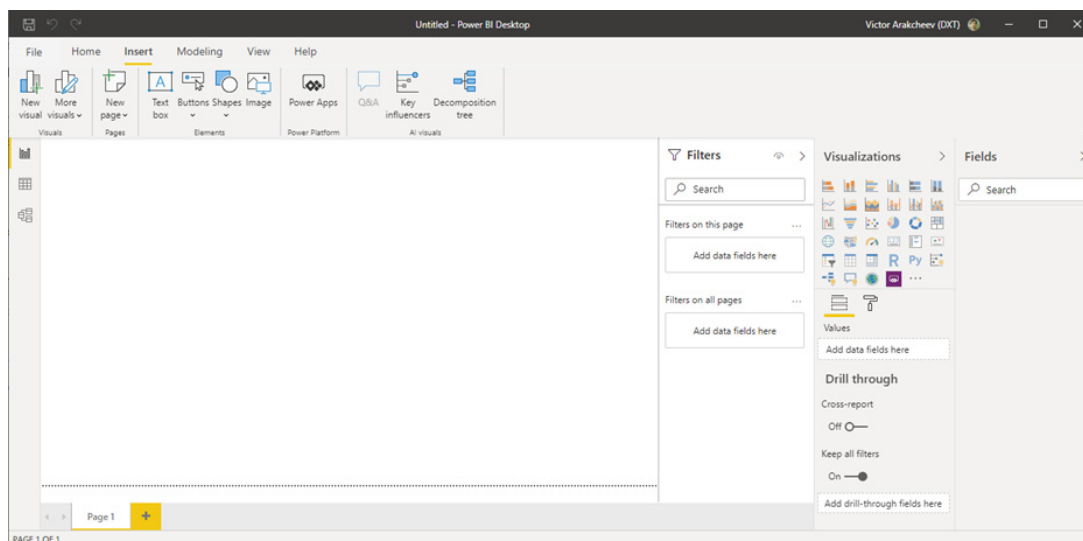 Untitled - Power BI Desktop
Victor Arakcheev (DXT)
File Home Insert Modeling View Help
New visual
More visuals
New page
Text box
Buttons
Shapes
Image
Power Apps
Q&A
Key influencers
Decomposition tree
Visuals
Pages
Elements
Power Platform
AI visuals
Filters
Search
Filters on this page ...
Add data fields here
Filters on all pages ...
Add data fields here
Visualizations
R Py
...
Values
Add data fields here
Drill through
Cross-report
Off
Keep all filters
On
Add drill-through fields here
Fields
Search
Page 1 +
PAGE 1 OF 1